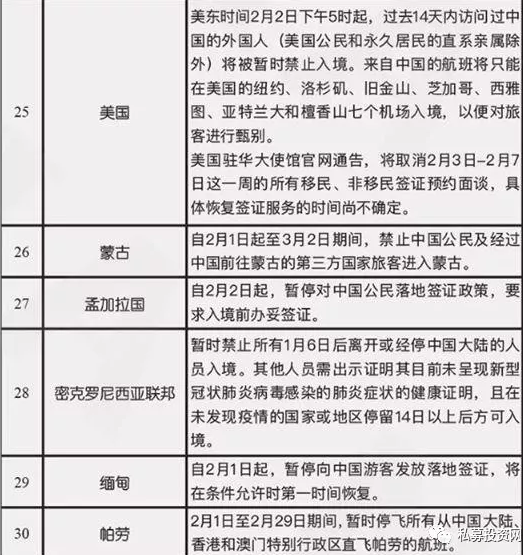 25
美国
美东时间2月2日下午5时起，过去14天内访问过中
国的外国人（美国公民和永久居民的直系亲属除
外）将被暂时禁止入境。来自中国的航班将只能
在美国的纽约、洛杉矶、旧金山、芝加哥、西雅
图、亚特兰大和檀香山七个机场入境，以便对旅
客进行甄别。
美国驻华大使馆官网通告，将取消2月3日–2月7
日这一周的所有移民、非移民签证预约面谈，具
体恢复签证服务的时间尚不确定。
26
蒙古
自2月1日起至3月2日期间，禁止中国公民及经过
中国前往蒙古的第三方国家旅客进入蒙古。
27
孟加拉国
自2月2日起，暂停对中国公民落地签证政策，要
求入境前办妥签证。
28
密克罗尼西亚联邦
暂时禁止所有1月6日后离开或经停中国大陆的人
员入境。其他人员需出示证明其目前未呈现新型
冠状肺炎病毒感染的肺炎症状的健康证明，且在
未发现疫情的国家或地区停留14日以上后方可入
境。
29
缅甸
自2月1日起，暂停向中国游客发放落地签证，将
在条件允许时第一时间恢复。
30
帕劳
2月1日至2月29日期间，暂时停飞所有从中国大陆、
香港和澳门特别行政区直飞帕劳的航班。
私募投资网